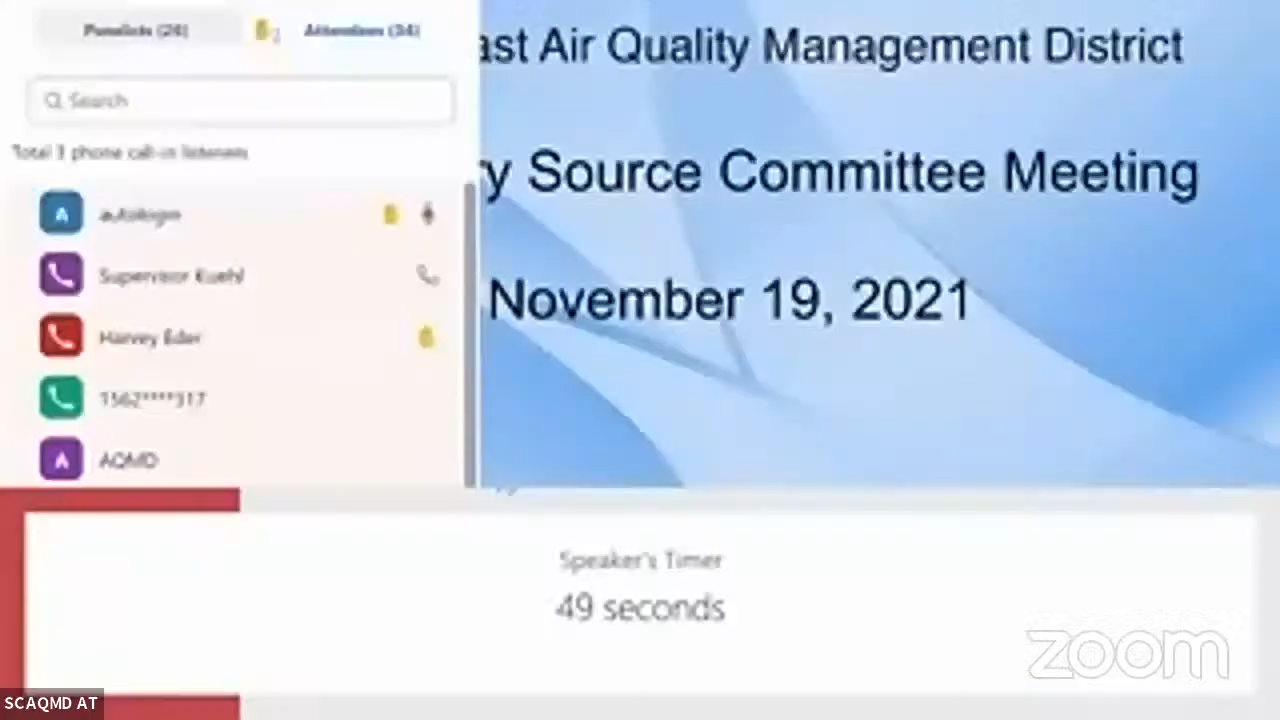 Panelists (26)
Attendees (34)
Search
Total 3 phone call-in listeners
A autologin
Supervisor Kuehl
Harvey Eder
1562****317
A AQMD
ast Air Quality Management District
y Source Committee Meeting
November 19, 2021
Speaker's Timer
49 seconds
zoom
SCAQMD AT